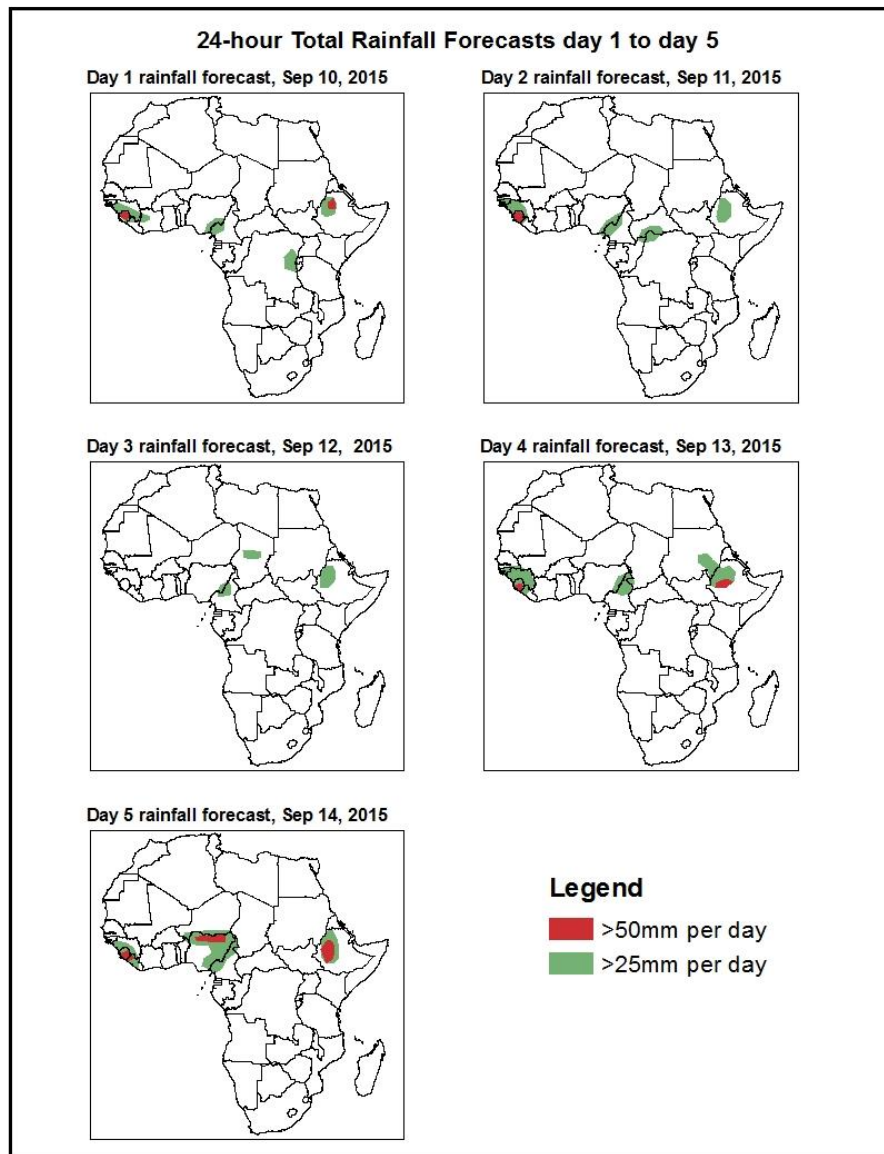 24-hour Total Rainfall Forecasts day 1 to day 5
Day 1 rainfall forecast, Sep 10, 2015
Day 2 rainfall forecast, Sep 11, 2015
Day 3 rainfall forecast, Sep 12, 2015
Day 4 rainfall forecast, Sep 13, 2015
Day 5 rainfall forecast, Sep 14, 2015
Legend
>50mm per day
>25mm per day